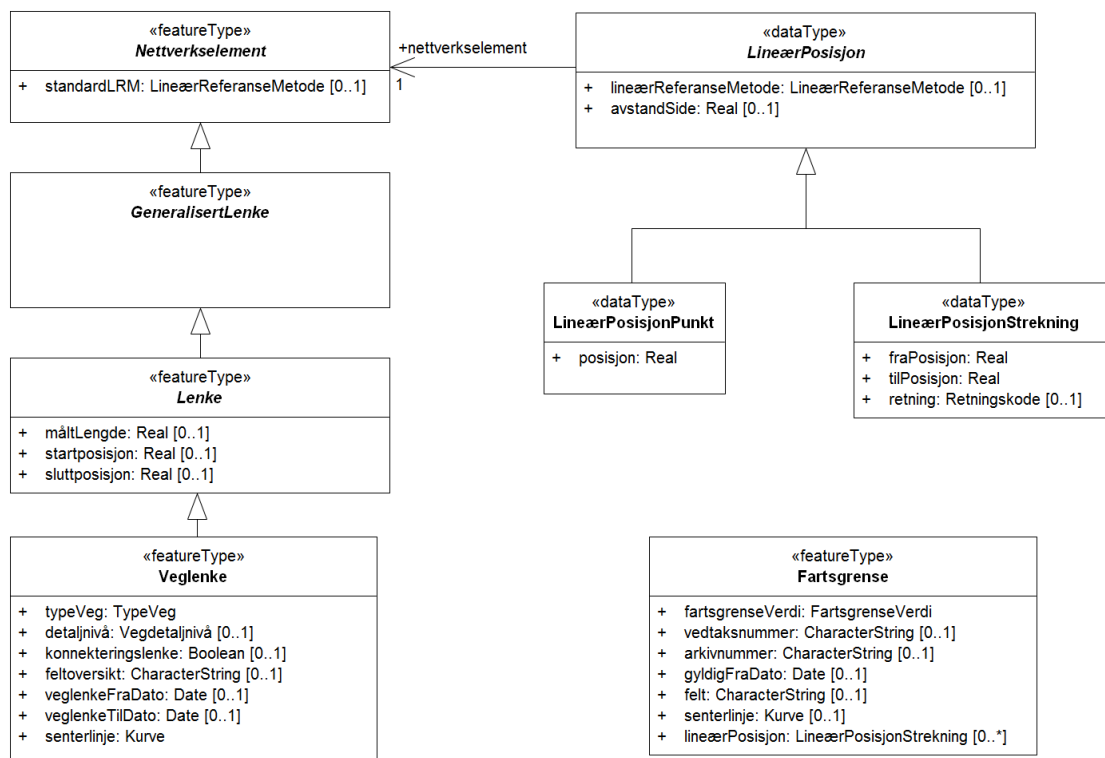 «featureType»
Nettverkselement
+ standardLRM: LineærReferanseMetode [0..1]
+nettverkselement
1
«dataType»
LineærPosisjon
+ lineærReferanseMetode: LineærReferanseMetode [0..1]
+ avstandSide: Real [0..1]
«featureType»
GeneralisertLenke
«dataType»
LineærPosisjonPunkt
+ posisjon: Real
«dataType»
LineærPosisjonStrekning
+ fraPosisjon: Real
+ tilPosisjon: Real
+ retning: Retningskode [0..1]
«featureType»
Lenke
+ måltLengde: Real [0..1]
+ startposisjon: Real [0..1]
+ sluttposisjon: Real [0..1]
«featureType»
Veglenke
+ typeVeg: TypeVeg
+ detaljnivå: Vegdetaljnivå [0..1]
+ konnekteringslenke: Boolean [0..1]
+ feltoversikt: CharacterString [0..1]
+ veglenkeFraDato: Date [0..1]
+ veglenkeTilDato: Date [0..1]
+ senterlinje: Kurve
«featureType»
Fartsgrense
+ fartsgrenseVerdi: FartsgrenseVerdi
+ vedtaksnummer: CharacterString [0..1]
+ arkivnummer: CharacterString [0..1]
+ gyldigFraDato: Date [0..1]
+ felt: CharacterString [0..1]
+ senterlinje: Kurve [0..1]
+ lineærPosisjon: LineærPosisjonStrekning [0..*]